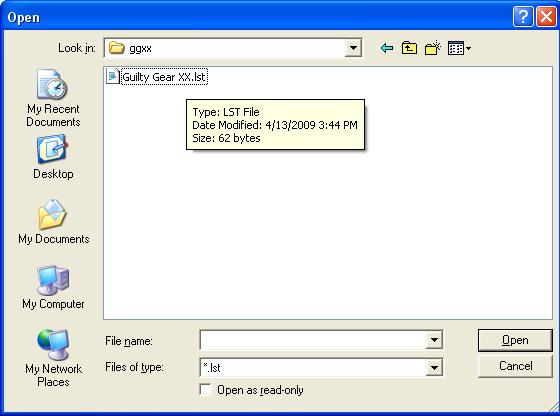 Open
Look in: ggxx
Guilty Gear XX.lst
Type: LST File
Date Modified: 4/13/2009 3:44 PM
Size: 62 bytes
My Recent
Documents
Desktop
My Documents
My Computer
My Network
Places
File name:
Open
Files of type: *.lst
Cancel
Open as read-only